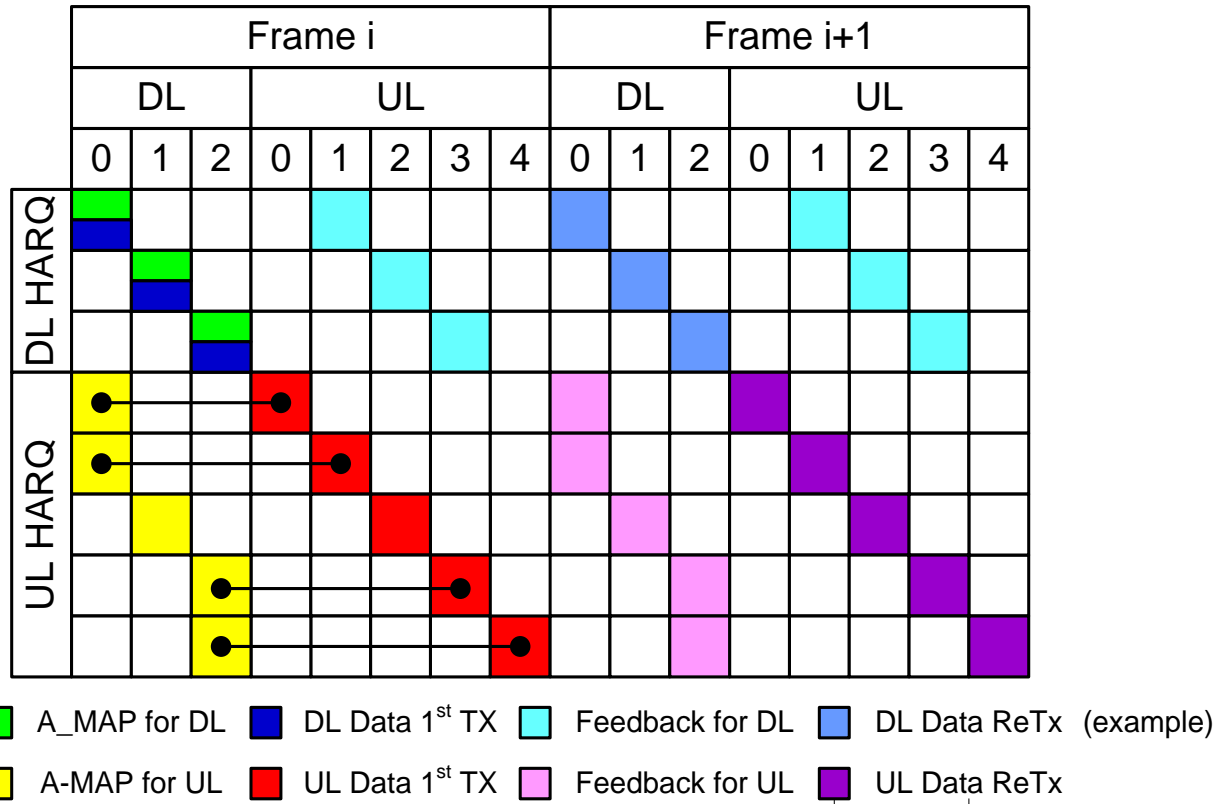 Frame i Frame i+1
DL UL DL UL
0 1 2 0 1 2 3 4 0 1 2 0 1 2 3 4
DL HARQ
UL HARQ
A_MAP for DL DL Data 1st TX Feedback for DL DL Data ReTx (example)
A-MAP for UL UL Data 1st TX Feedback for UL UL Data ReTx